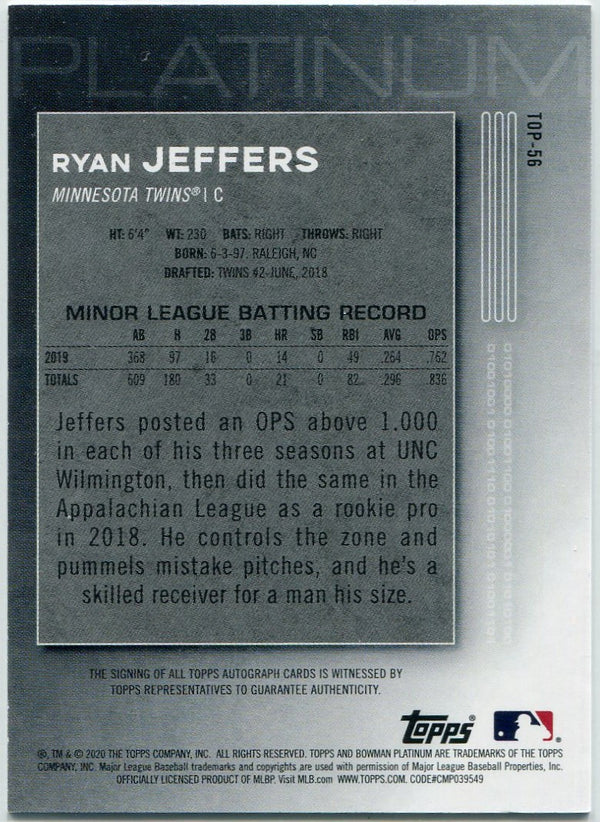 PLATINUM
TOP-56
RYAN JEFFERS
MINNESOTA TWINS® | C
HT: 6'4" WT: 230 BATS: RIGHT THROWS: RIGHT
BORN: 6-3-97, RALEIGH, NC
DRAFTED: TWINS #2-JUNE, 2018
MINOR LEAGUE BATTING RECORD
AB H 2B 3B HR SB RBI AVG OPS
2019 368 97 16 0 14 0 49 .264 .762
TOTALS 609 180 33 0 21 0 82 .296 .836
Jeffers posted an OPS above 1.000
in each of his three seasons at UNC
Wilmington, then did the same in the
Appalachian League as a rookie pro
in 2018. He controls the zone and
pummels mistake pitches, and he's a
skilled receiver for a man his size.
THE SIGNING OF ALL TOPPS AUTOGRAPH CARDS IS WITNESSED BY
TOPPS REPRESENTATIVES TO GUARANTEE AUTHENTICITY.
topps
®, TM & © 2020 THE TOPPS COMPANY, INC. ALL RIGHTS RESERVED. TOPPS AND BOWMAN PLATINUM ARE TRADEMARKS OF THE TOPPS
COMPANY, INC. Major League Baseball trademarks and copyrights are used with permission of Major League Baseball Properties, Inc.
OFFICIALLY LICENSED PRODUCT OF MLBP. Visit MLB.com WWW.TOPPS.COM. CODE#CMP039549